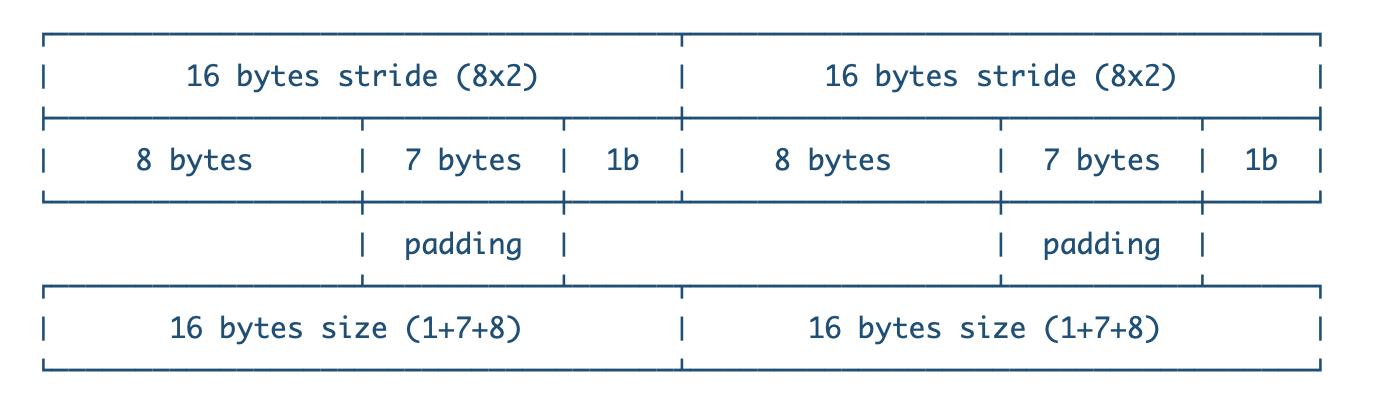 16 bytes stride (8x2) 16 bytes stride (8x2)
8 bytes 7 bytes 1b 8 bytes 7 bytes 1b
padding padding
16 bytes size (1+7+8) 16 bytes size (1+7+8)